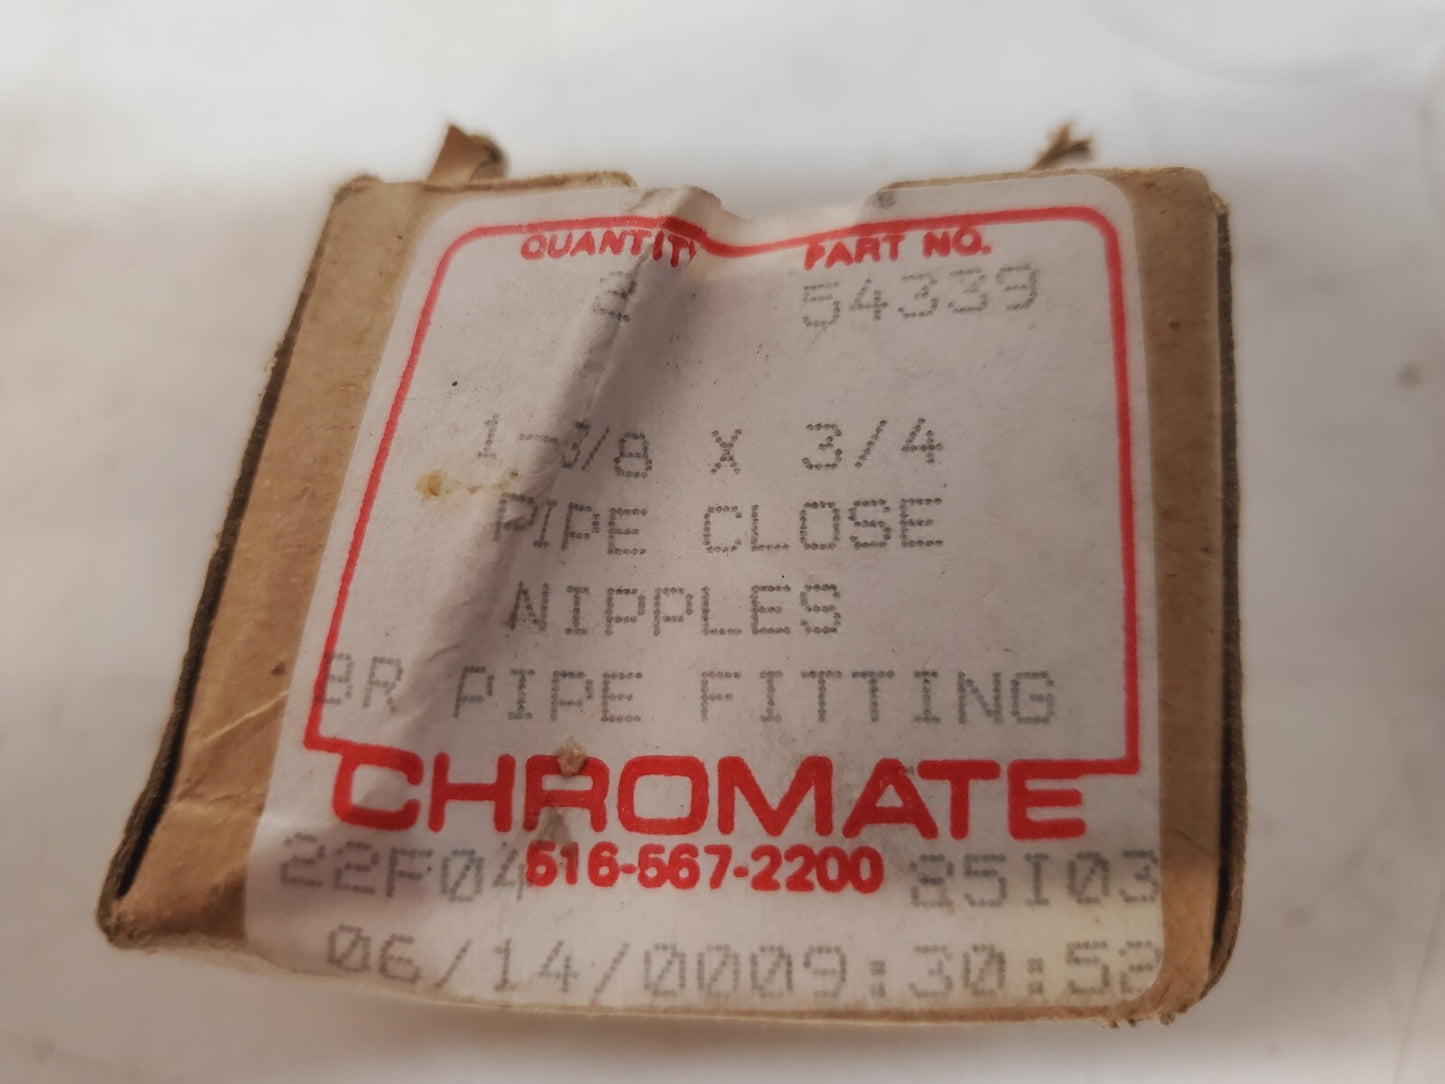 QUANTITY PART NO.
2 54339
1-3/8 X 3/4
PIPE CLOSE
NIPPLES
BR PIPE FITTING
CHROMATE
516-567-2200
22F04 85I03
06/14/0009:30:52